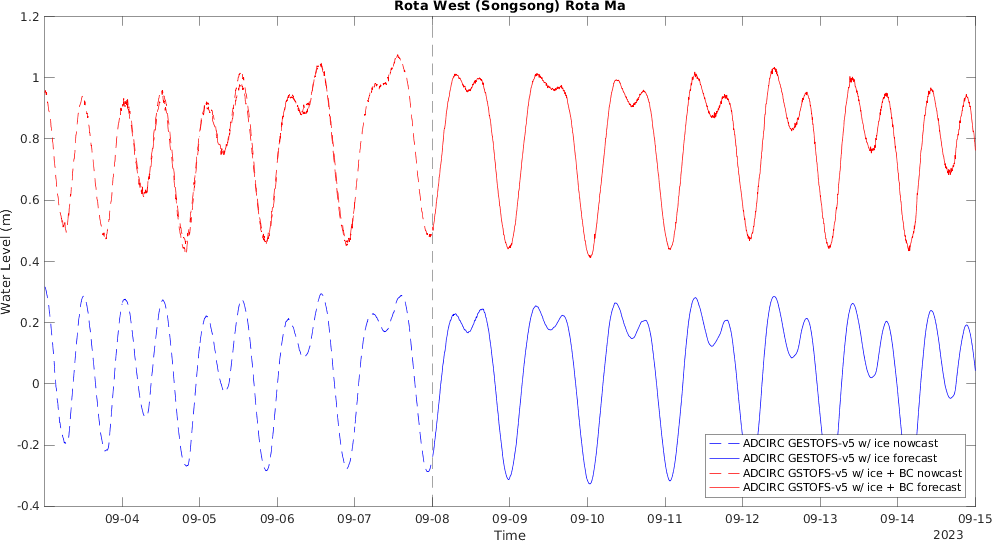 Rota West (Songsong) Rota Ma
1.2
1
0.8
0.6
0.4
0.2
0
-0.2
-0.4
Water Level (m)
ADCIRC GESTOFS-v5 w/ ice nowcast
ADCIRC GESTOFS-v5 w/ ice forecast
ADCIRC GSTOFS-v5 w/ ice + BC nowcast
ADCIRC GSTOFS-v5 w/ ice + BC forecast
09-04 09-05 09-06 09-07 09-08 09-09 09-10 09-11 09-12 09-13 09-14 09-15
Time
2023